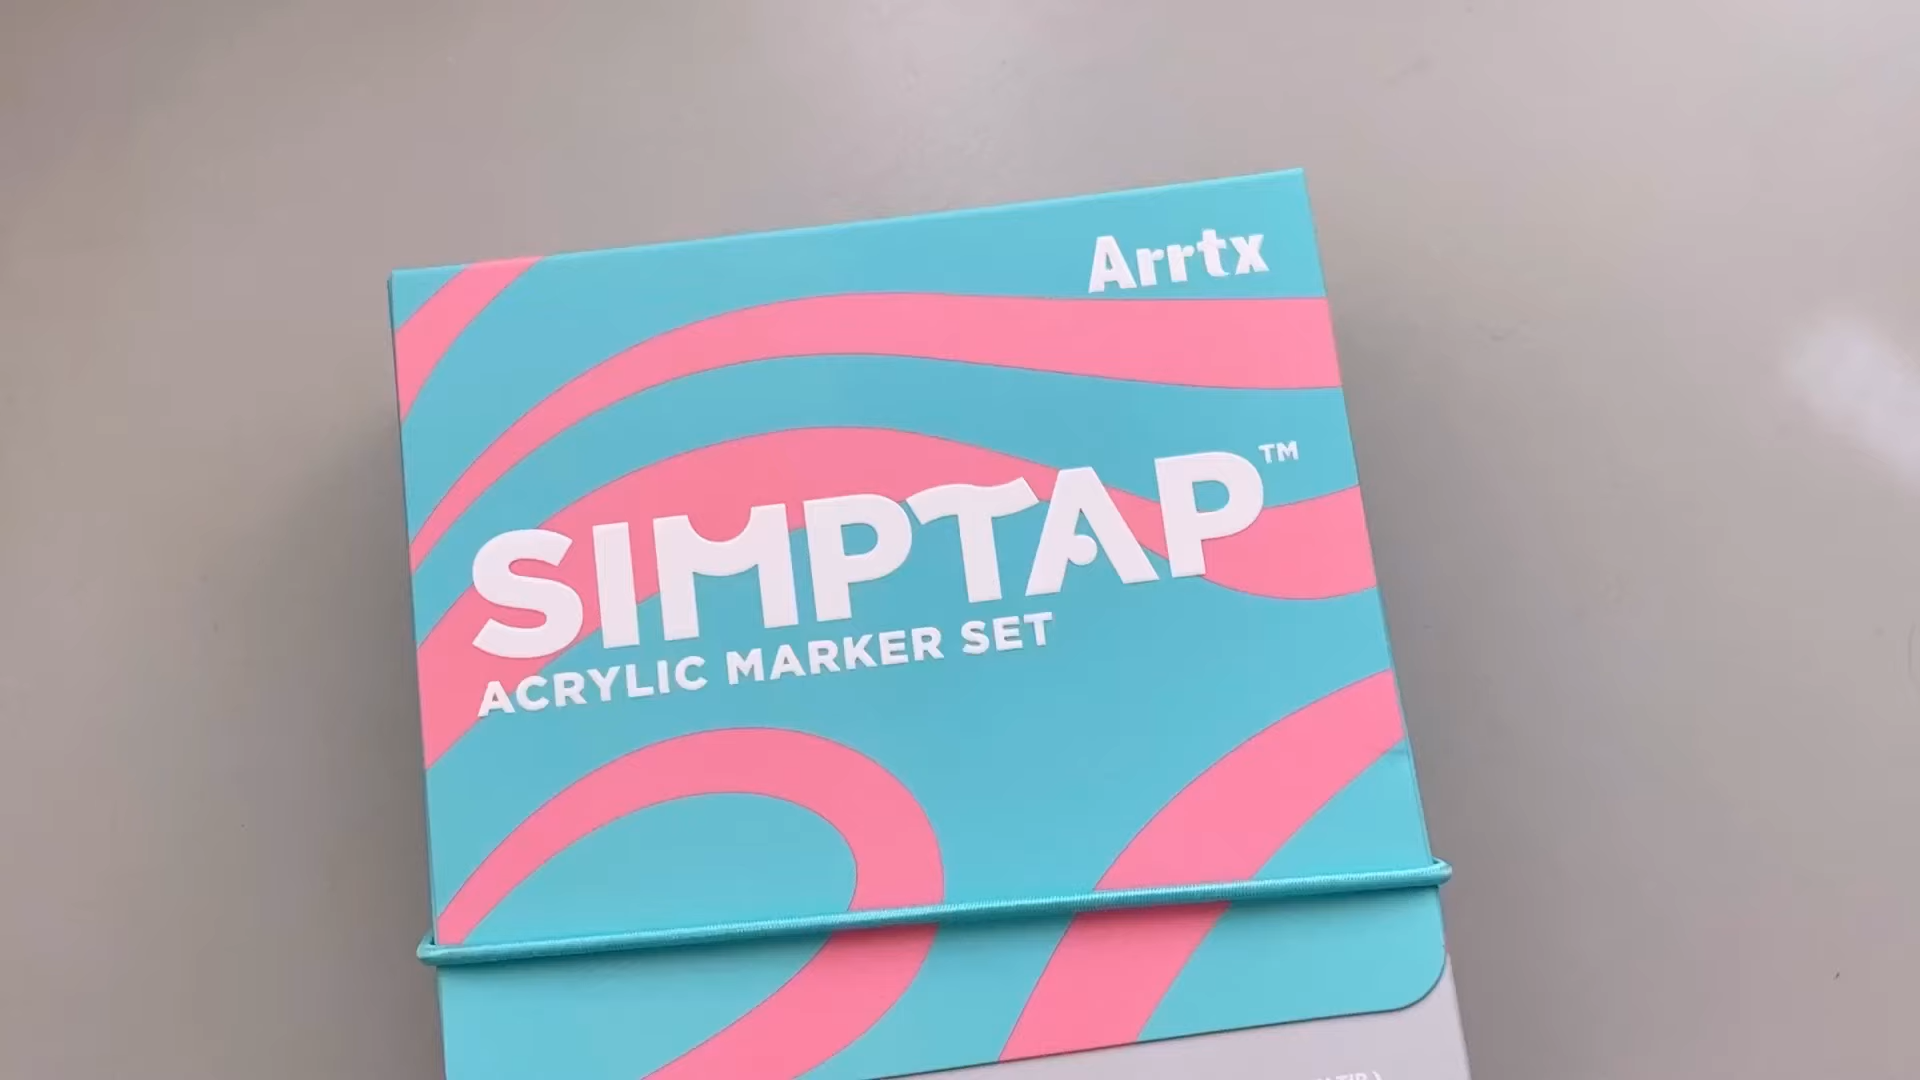 Arrtx
SIMPTAP™
ACRYLIC MARKER SET